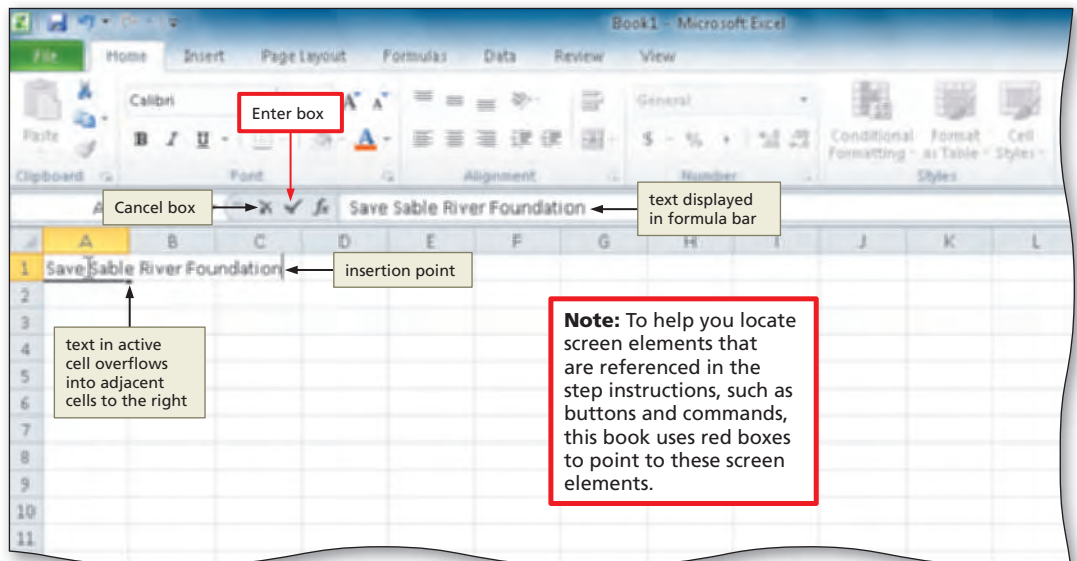 Book1 - Microsoft Excel
File Home Insert Page Layout Formulas Data Review View
Calibri
Enter box
General
Paste
B I U
$ - % ,
Conditional Formatting
Format as Table
Cell Styles
Clipboard Font Alignment Number Styles
A
Cancel box
fx Save Sable River Foundation
text displayed
in formula bar
A B C D E F G H I J K L
1 Save Sable River Foundation
insertion point
2
3
4
5
6
7
8
9
10
11
text in active
cell overflows
into adjacent
cells to the right
Note: To help you locate
screen elements that
are referenced in the
step instructions, such as
buttons and commands,
this book uses red boxes
to point to these screen
elements.